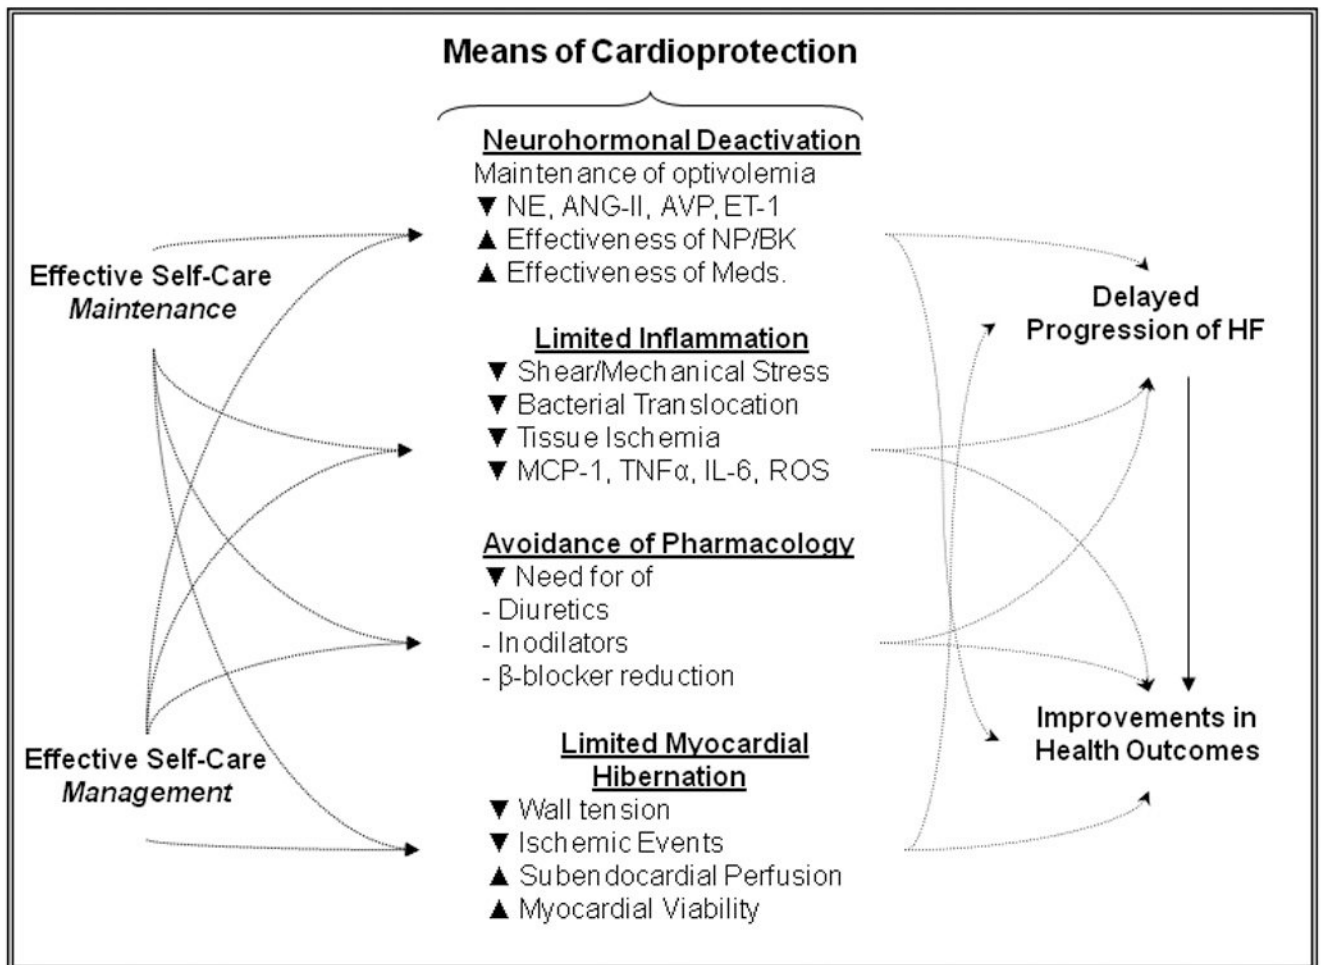 Means of Cardioprotection
Neurohormonal Deactivation
Maintenance of optivolemia
▼ NE, ANG-II, AVP, ET-1
▲ Effectiveness of NP/BK
▲ Effectiveness of Meds.
Effective Self-Care
Maintenance
Delayed
Progression of HF
Limited Inflammation
▼ Shear/Mechanical Stress
▼ Bacterial Translocation
▼ Tissue Ischemia
▼ MCP-1, TNFα, IL-6, ROS
Avoidance of Pharmacology
▼ Need for of
- Diuretics
- Inodilators
- β-blocker reduction
Effective Self-Care
Management
Improvements in
Health Outcomes
Limited Myocardial
Hibernation
▼ Wall tension
▼ Ischemic Events
▲ Subendocardial Perfusion
▲ Myocardial Viability